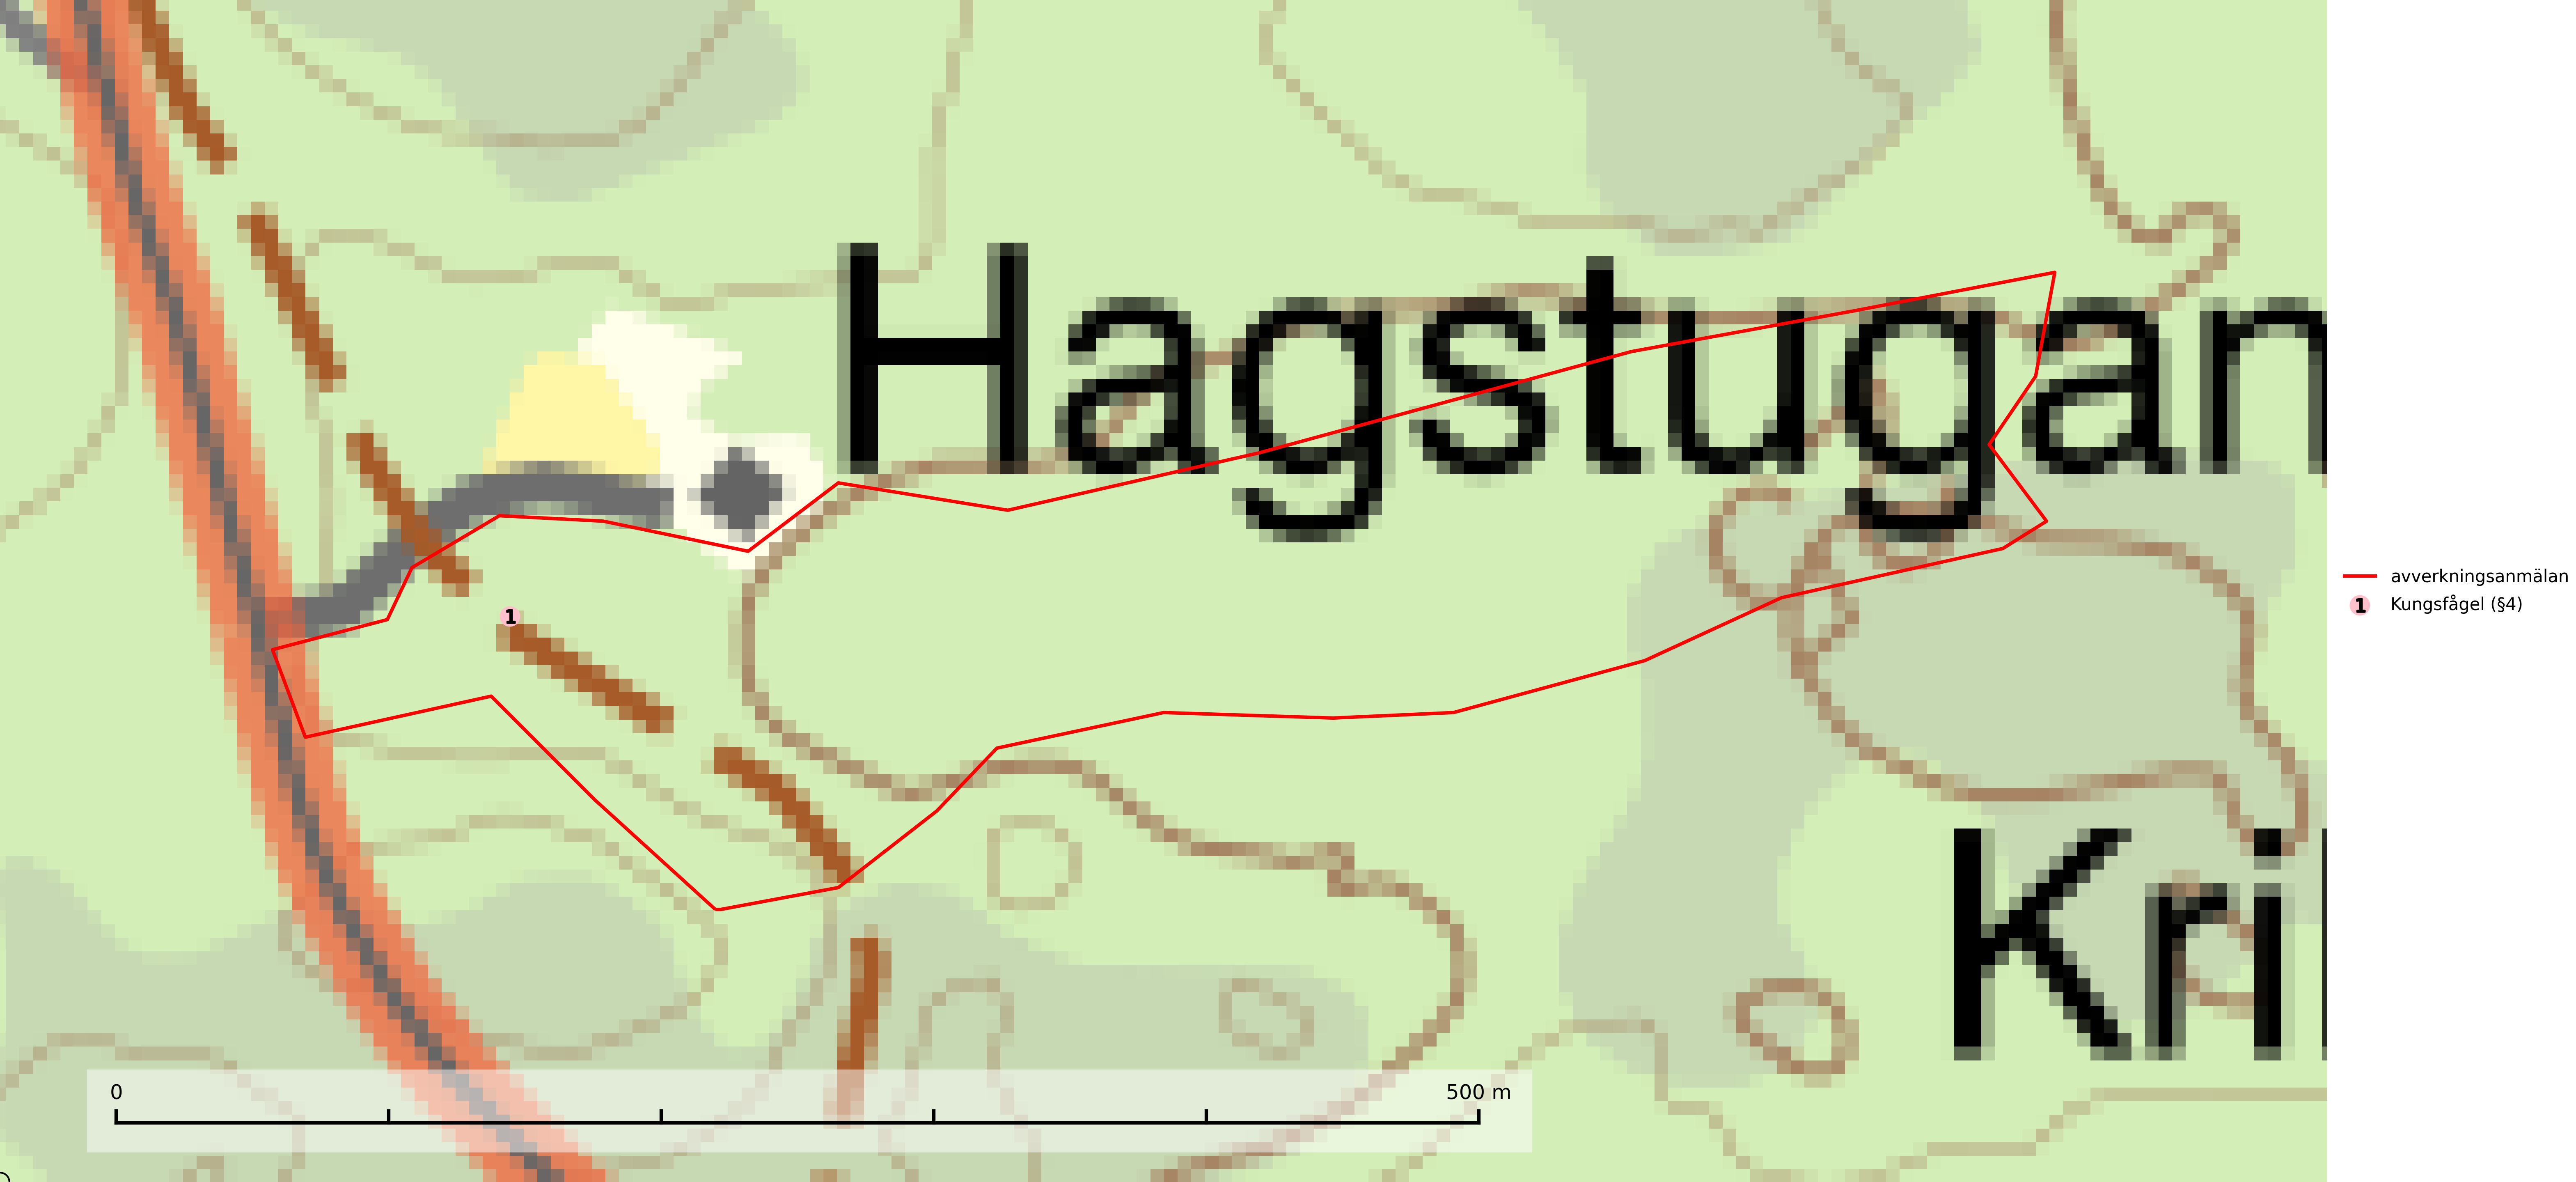 Hagstugan
1
Kri
0 500 m
avverkningsanmälan
1 Kungsfågel (§4)